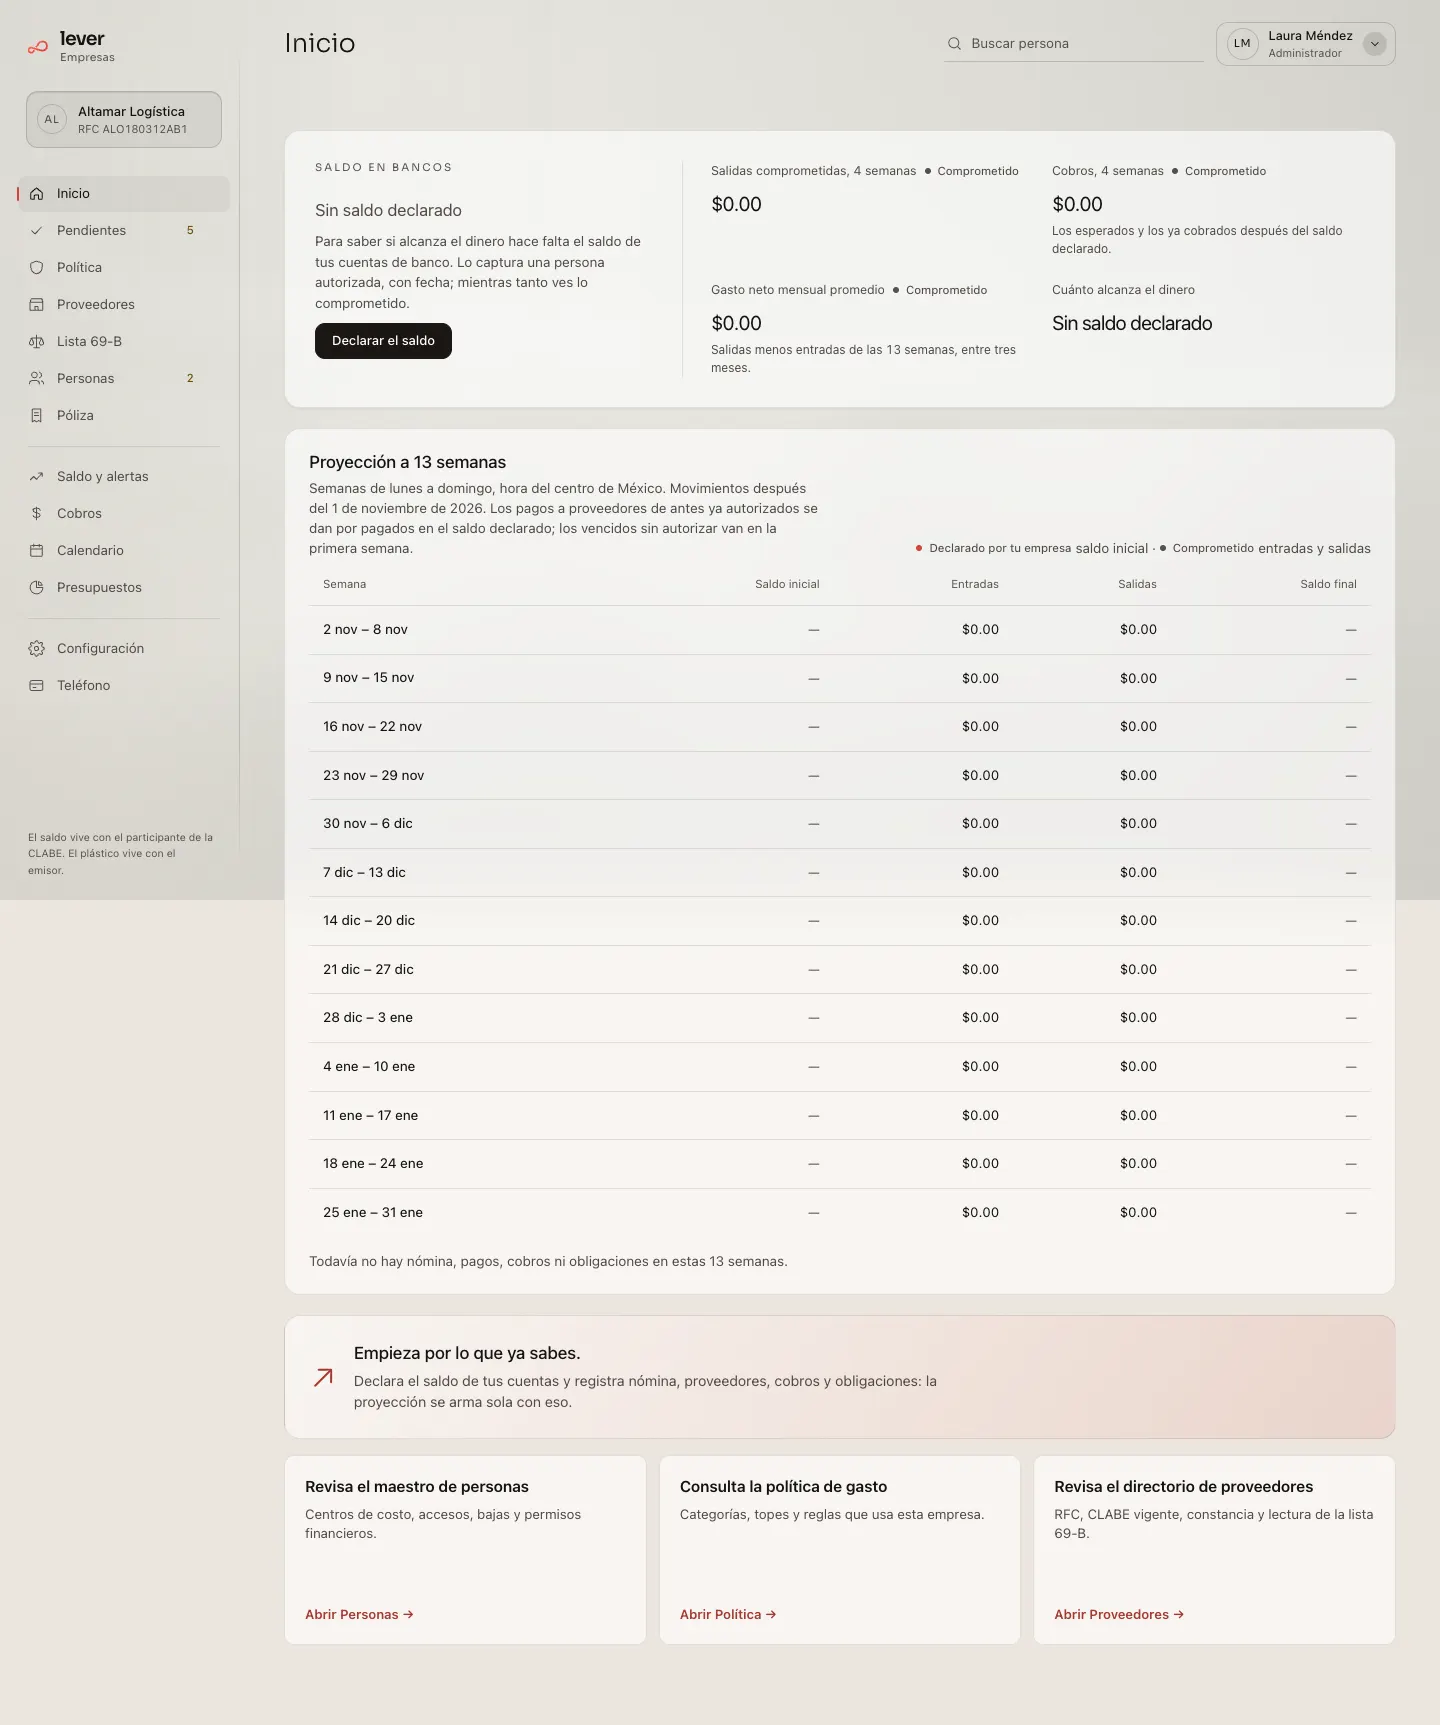 lever
Empresas
AL
Altamar Logística
RFC ALO180312AB1
Inicio
Pendientes 5
Política
Proveedores
Lista 69-B
Personas 2
Póliza
Saldo y alertas
Cobros
Calendario
Presupuestos
Configuración
Teléfono
El saldo vive con el participante de la
CLABE. El plástico vive con el
emisor.
Inicio
Buscar persona
LM
Laura Méndez
Administrador
SALDO EN BANCOS
Sin saldo declarado
Para saber si alcanza el dinero hace falta el saldo de
tus cuentas de banco. Lo captura una persona
autorizada, con fecha; mientras tanto ves lo
comprometido.
Declarar el saldo
Salidas comprometidas, 4 semanas • Comprometido
$0.00
Cobros, 4 semanas • Comprometido
$0.00
Los esperados y los ya cobrados después del saldo
declarado.
Gasto neto mensual promedio • Comprometido
$0.00
Salidas menos entradas de las 13 semanas, entre tres
meses.
Cuánto alcanza el dinero
Sin saldo declarado
Proyección a 13 semanas
Semanas de lunes a domingo, hora del centro de México. Movimientos después
del 1 de noviembre de 2026. Los pagos a proveedores de antes ya autorizados se
dan por pagados en el saldo declarado; los vencidos sin autorizar van en la
primera semana.
• Declarado por tu empresa saldo inicial · • Comprometido entradas y salidas
Semana Saldo inicial Entradas Salidas Saldo final
2 nov – 8 nov — $0.00 $0.00 —
9 nov – 15 nov — $0.00 $0.00 —
16 nov – 22 nov — $0.00 $0.00 —
23 nov – 29 nov — $0.00 $0.00 —
30 nov – 6 dic — $0.00 $0.00 —
7 dic – 13 dic — $0.00 $0.00 —
14 dic – 20 dic — $0.00 $0.00 —
21 dic – 27 dic — $0.00 $0.00 —
28 dic – 3 ene — $0.00 $0.00 —
4 ene – 10 ene — $0.00 $0.00 —
11 ene – 17 ene — $0.00 $0.00 —
18 ene – 24 ene — $0.00 $0.00 —
25 ene – 31 ene — $0.00 $0.00 —
Todavía no hay nómina, pagos, cobros ni obligaciones en estas 13 semanas.
Empieza por lo que ya sabes.
Declara el saldo de tus cuentas y registra nómina, proveedores, cobros y obligaciones: la
proyección se arma sola con eso.
Revisa el maestro de personas
Centros de costo, accesos, bajas y permisos
financieros.
Abrir Personas →
Consulta la política de gasto
Categorías, topes y reglas que usa esta empresa.
Abrir Política →
Revisa el directorio de proveedores
RFC, CLABE vigente, constancia y lectura de la lista
69-B.
Abrir Proveedores →